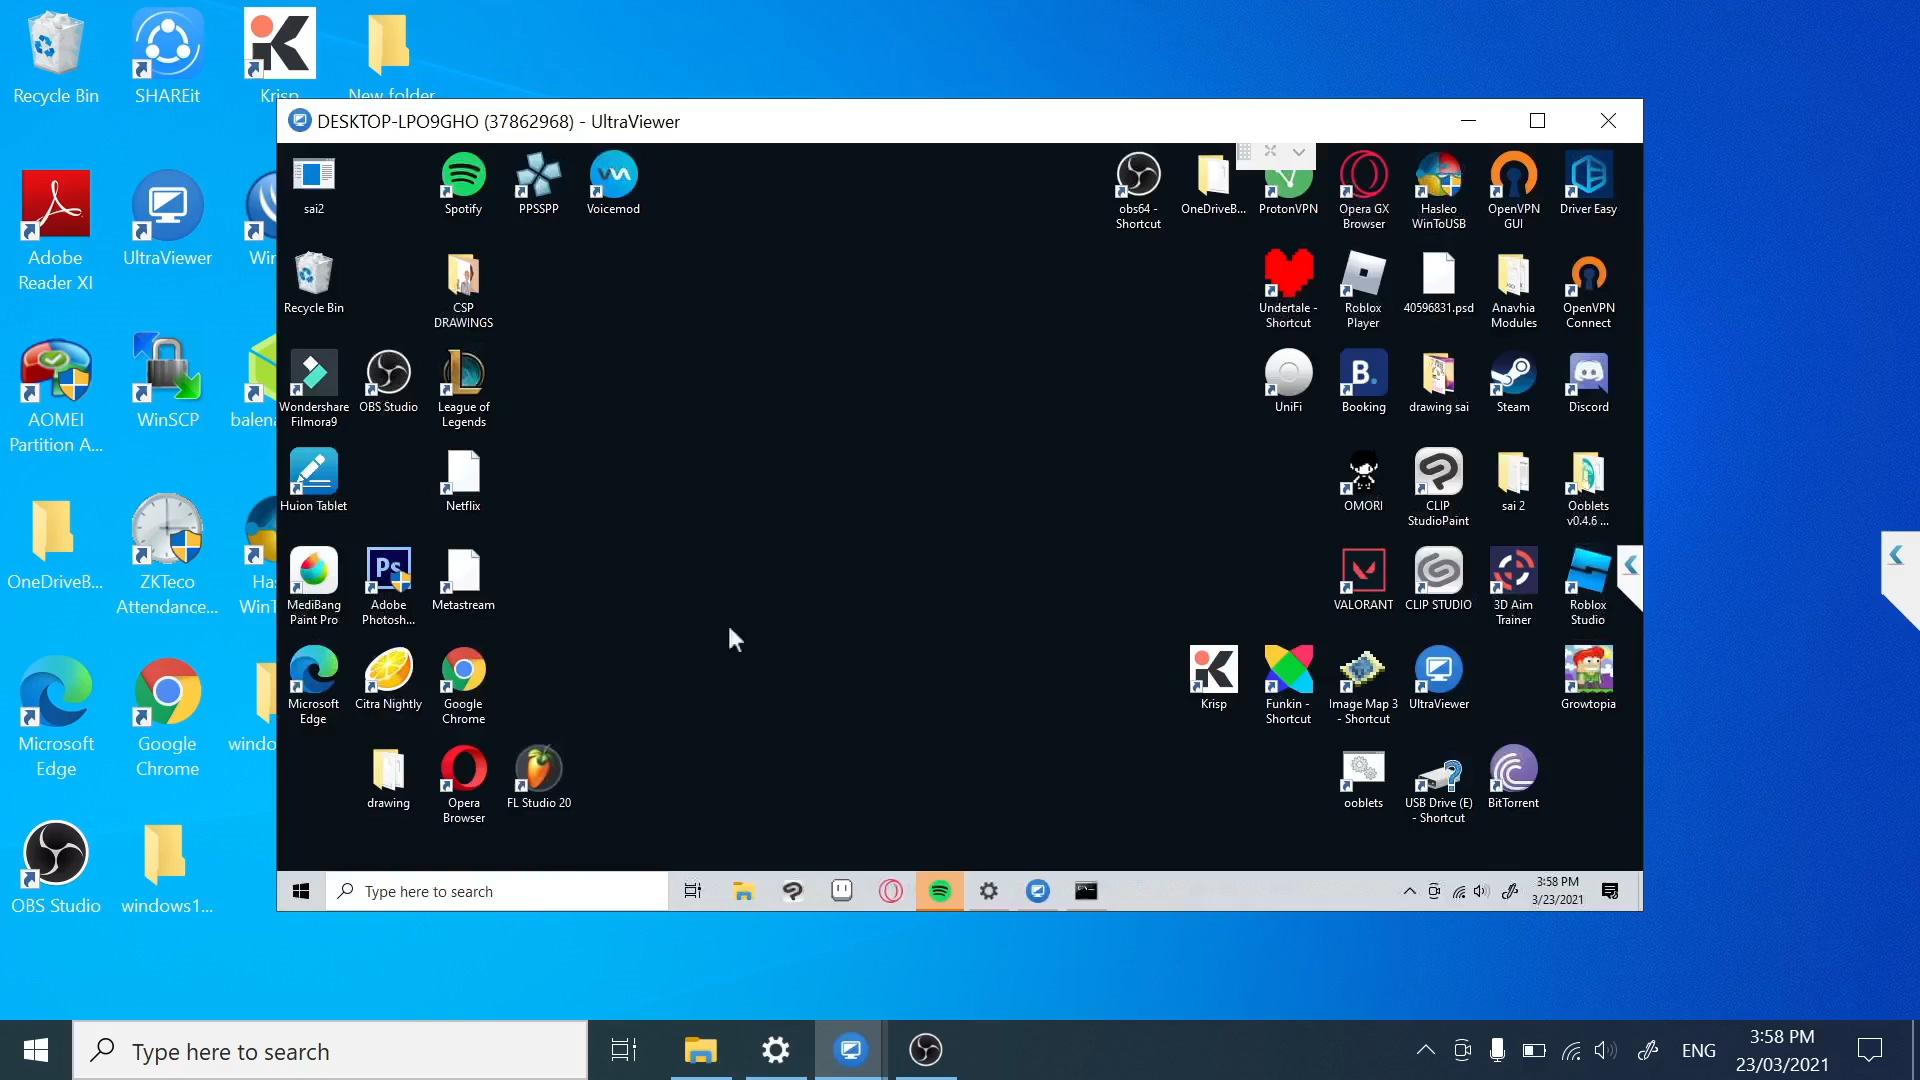 Recycle Bin
SHAREit
Krisp
New folder
DESKTOP-LPO9GHO (37862968) - UltraViewer
Adobe
Reader XI
UltraViewer
AOMEI
Partition A...
WinSCP
OneDriveB...
ZKTeco
Attendance...
Microsoft
Edge
Google
Chrome
OBS Studio
windows1...
sai2
Spotify
PPSSPP
Voicemod
obs64 -
Shortcut
OneDriveB...
ProtonVPN
Opera GX
Browser
Hasleo
WinToUSB
OpenVPN
GUI
Driver Easy
Recycle Bin
CSP
DRAWINGS
Undertale -
Shortcut
Roblox
Player
40596831.psd
Anavhia
Modules
OpenVPN
Connect
Wondershare
Filmora9
OBS Studio
League of
Legends
UniFi
B.
Booking
drawing sai
Steam
Discord
Huion Tablet
Netflix
OMORI
CLIP
StudioPaint
sai 2
Ooblets
v0.4.6 ...
MediBang
Paint Pro
Ps
Adobe
Photosh...
Metastream
VALORANT
CLIP STUDIO
3D Aim
Trainer
Roblox
Studio
Microsoft
Edge
Citra Nightly
Google
Chrome
Krisp
Funkin -
Shortcut
Image Map 3
- Shortcut
UltraViewer
Growtopia
drawing
Opera
Browser
FL Studio 20
ooblets
USB Drive (E)
- Shortcut
BitTorrent
Type here to search
3:58 PM
3/23/2021
Type here to search
ENG
3:58 PM
23/03/2021